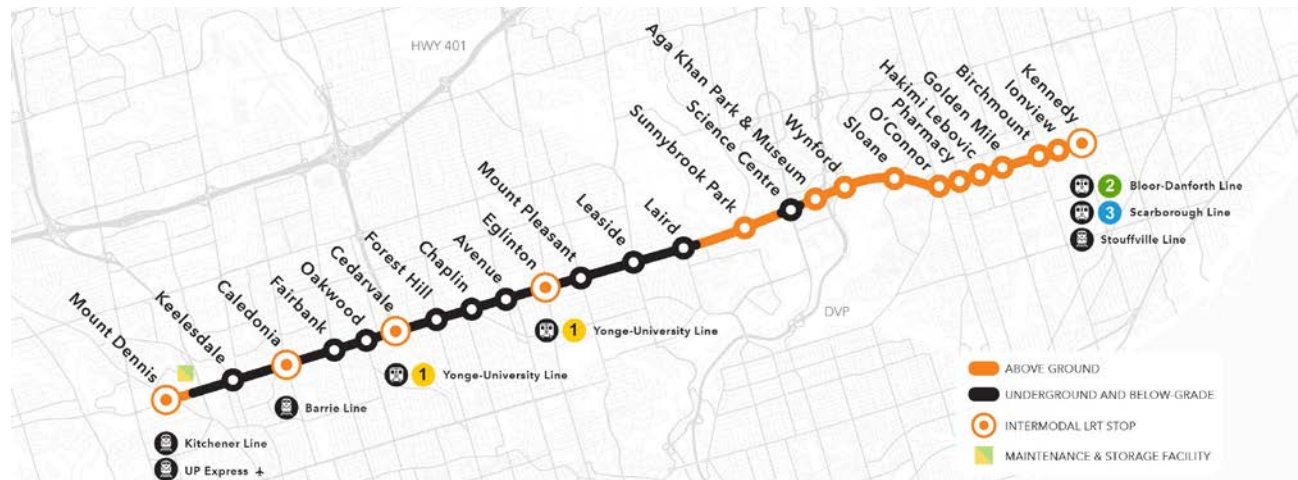 HWY 401
Mount Dennis
Keelesdale
Caledonia
Fairbank
Oakwood
Cedarvale
Forest Hill
Chaplin
Avenue
Eglinton
Mount Pleasant
Leaside
Laird
Sunnybrook Park
Science Centre
Aga Khan Park & Museum
Wynford
Sloane
O'Connor
Pharmacy
Hakimi Lebovic
Golden Mile
Birchmount
Ionview
Kennedy
2 Bloor-Danforth Line
3 Scarborough Line
Stouffville Line
DVP
1 Yonge-University Line
1 Yonge-University Line
Barrie Line
Kitchener Line
UP Express
ABOVE GROUND
UNDERGROUND AND BELOW-GRADE
INTERMODAL LRT STOP
MAINTENANCE & STORAGE FACILITY